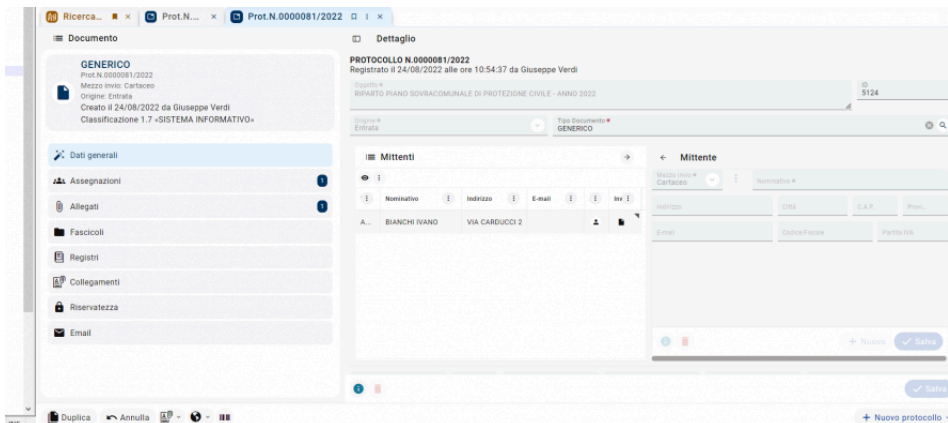 Ricerca...
Prot.N....
Prot.N.0000081/2022
Documento
GENERICO
Prot.N.0000081/2022
Mezzo invio: Cartaceo
Origine: Entrata
Creato il 24/08/2022 da Giuseppe Verdi
Classificazione 1.7 «SISTEMA INFORMATIVO»
Dati generali
Assegnazioni 1
Allegati 1
Fascicoli
Registri
Collegamenti
Riservatezza
Email
Dettaglio
PROTOCOLLO N.0000081/2022
Registrato il 24/08/2022 alle ore 10:54:37 da Giuseppe Verdi
Oggetto *
RIPARTO PIANO SOVRACOMUNALE DI PROTEZIONE CIVILE - ANNO 2022
ID
5124
Origine *
Entrata
Tipo Documento *
GENERICO
Mittenti
Nominativo Indirizzo E-mail Inv
A... BIANCHI IVANO VIA CARDUCCI 2
Mittente
Mezzo invio *
Cartaceo
Nominativo *
Indirizzo Città C.A.P. Prov.
E-mail Codice Fiscale Partita IVA
+ Nuovo Salva
Salva
Duplica Annulla
+ Nuovo protocollo